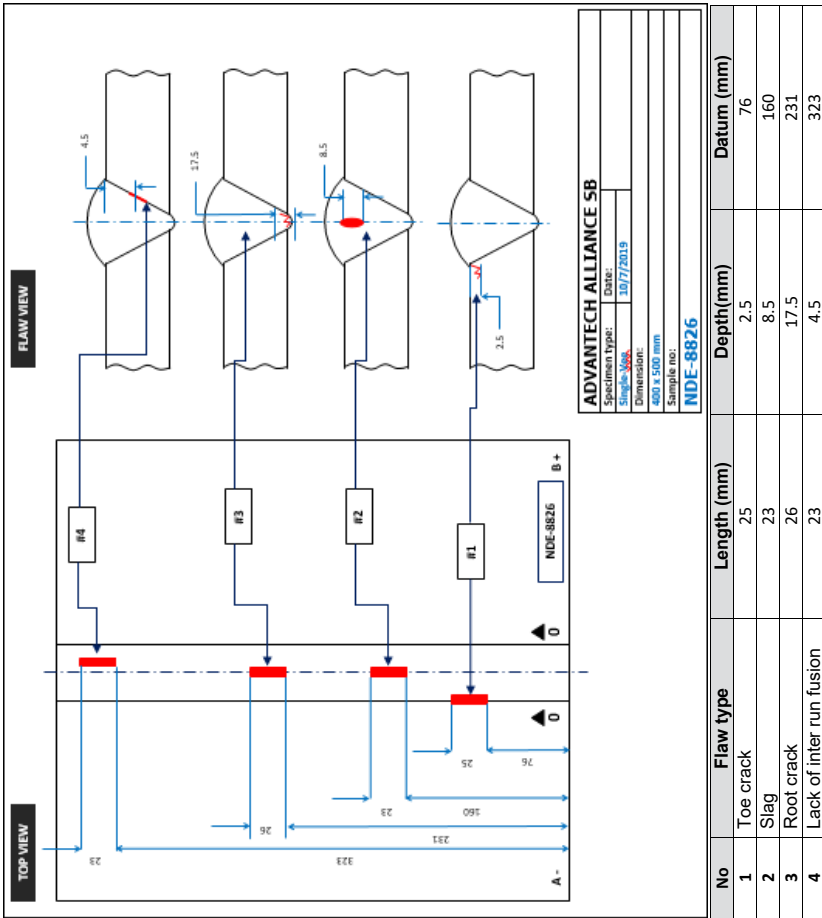 TOP VIEW
FLAW VIEW
23
323
26
231
23
160
25
76
A -
B +
0
0
#4
#3
#2
#1
NDE-8826
4.5
17.5
8.5
2.5
ADVANTECH ALLIANCE SB
Specimen type:
Single-Vee
Date:
10/7/2019
Dimension:
400 x 500 mm
Sample no:
NDE-8826
No Flaw type Length (mm) Depth(mm) Datum (mm)
1 Toe crack 25 2.5 76
2 Slag 23 8.5 160
3 Root crack 26 17.5 231
4 Lack of inter run fusion 23 4.5 323